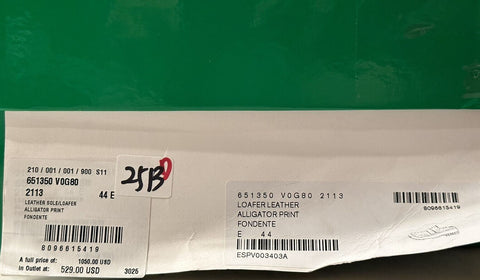 210 / 001 / 001 / 900 S11
651350 V0G80
2113 44 E
LEATHER SOLE/LOAFER
ALLIGATOR PRINT
FONDENTE
8096615419
A full price of: 1050.00 USD
In Outlet at: 529.00 USD 3025
25B
651350 V0G80 2113
LOAFER LEATHER
ALLIGATOR PRINT
FONDENTE
E 44
ESPV003403A
8096615419